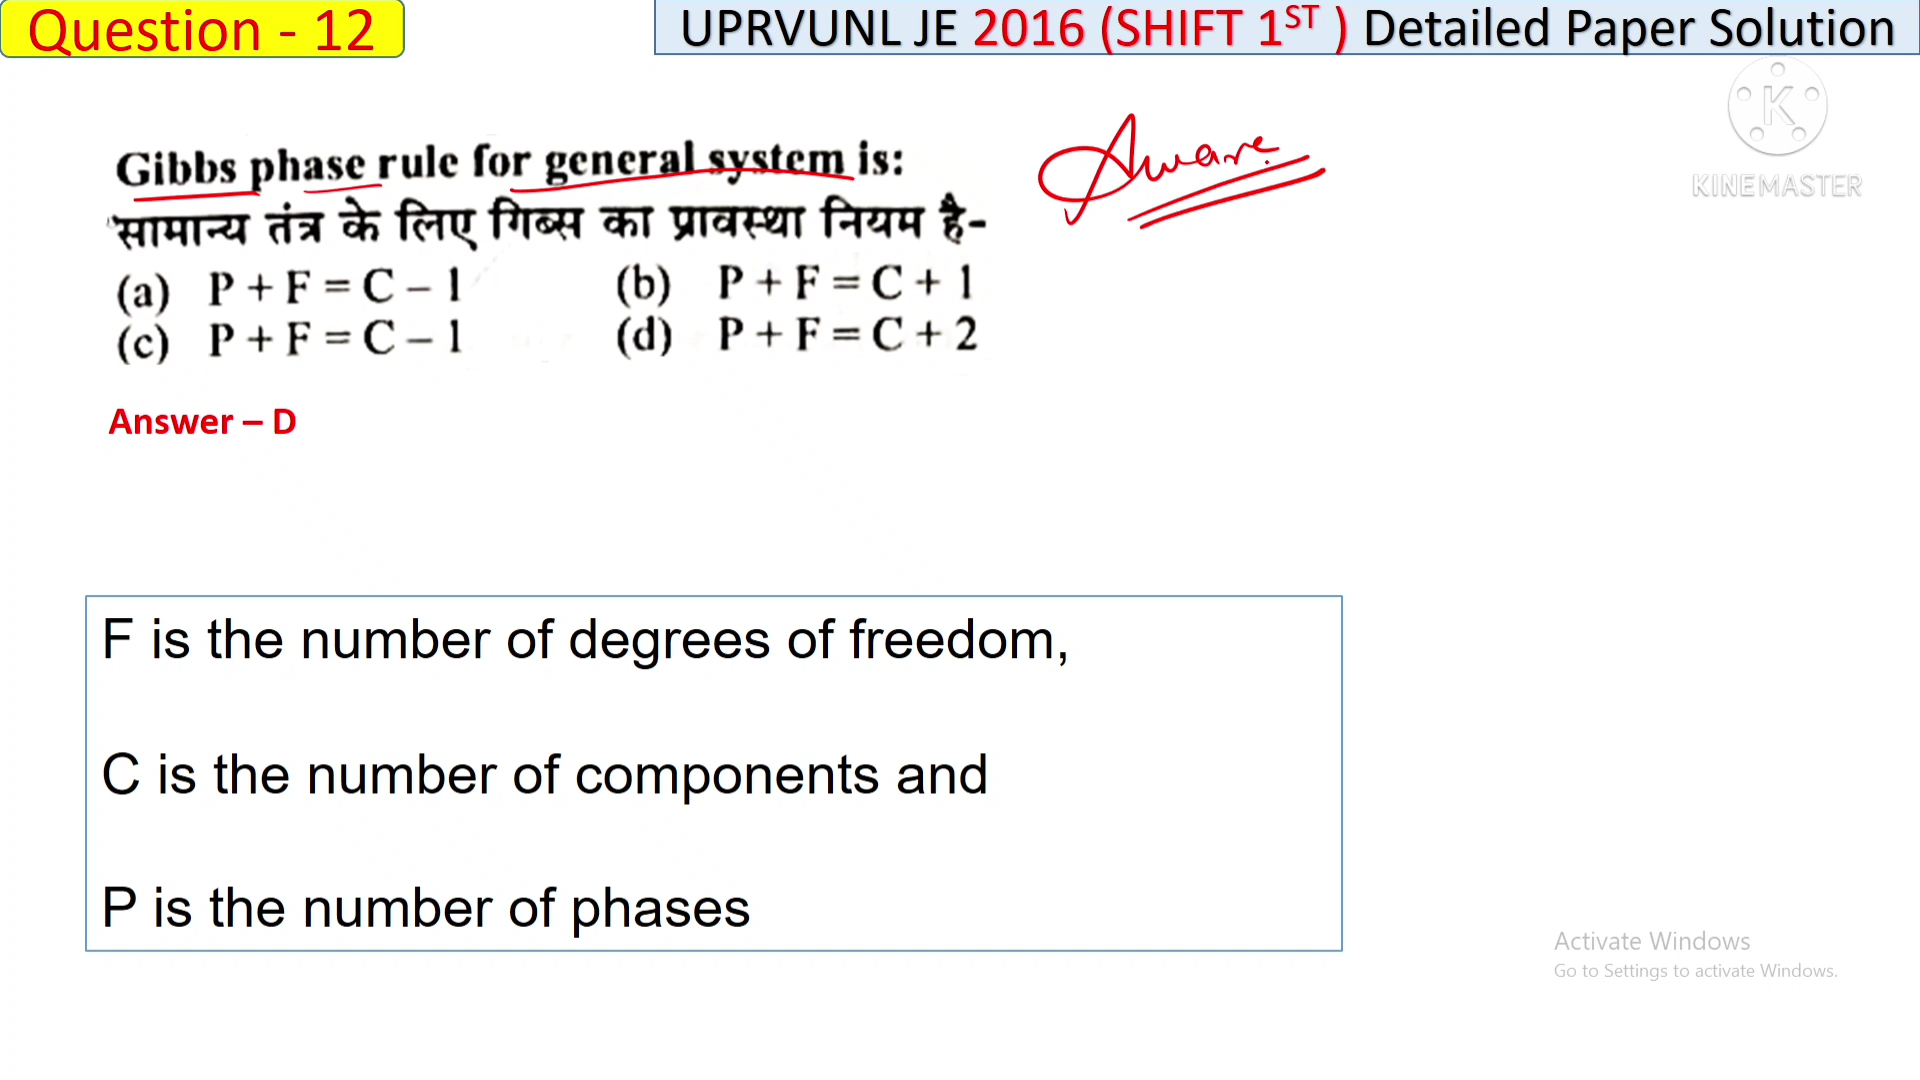 Question - 12
UPRVUNL JE 2016 (SHIFT 1ST ) Detailed Paper Solution
K
KINEMASTER
Gibbs phase rule for general system is:
Aware
सामान्य तंत्र के लिए गिब्स का प्रावस्था नियम है-
(a) P + F = C – 1 (b) P + F = C + 1
(c) P + F = C – 1 (d) P + F = C + 2
Answer – D
F is the number of degrees of freedom,
C is the number of components and
P is the number of phases
Activate Windows
Go to Settings to activate Windows.